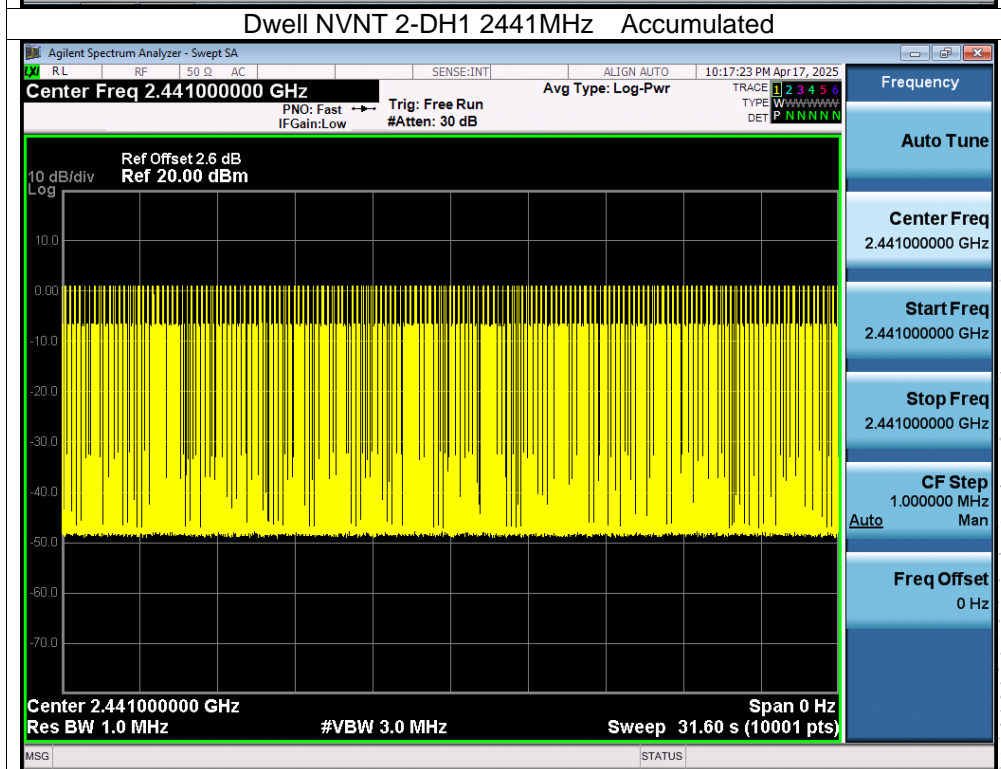 Dwell NVNT 2-DH1 2441MHz Accumulated
Agilent Spectrum Analyzer - Swept SA
LXI RL RF 50 Ω AC SENSE:INT ALIGN AUTO 10:17:23 PM Apr 17, 2025
Center Freq 2.441000000 GHz
PNO: Fast
IFGain:Low
Trig: Free Run
#Atten: 30 dB
Avg Type: Log-Pwr
TRACE 1 2 3 4 5 6
TYPE WWWWWWW
DET P N N N N N
Frequency
Auto Tune
Center Freq
2.441000000 GHz
Start Freq
2.441000000 GHz
Stop Freq
2.441000000 GHz
CF Step
1.000000 MHz
Auto Man
Freq Offset
0 Hz
Ref Offset 2.6 dB
10 dB/div Ref 20.00 dBm
Log
10.0
0.00
-10.0
-20.0
-30.0
-40.0
-50.0
-60.0
-70.0
Center 2.441000000 GHz Span 0 Hz
Res BW 1.0 MHz #VBW 3.0 MHz Sweep 31.60 s (10001 pts)
MSG STATUS